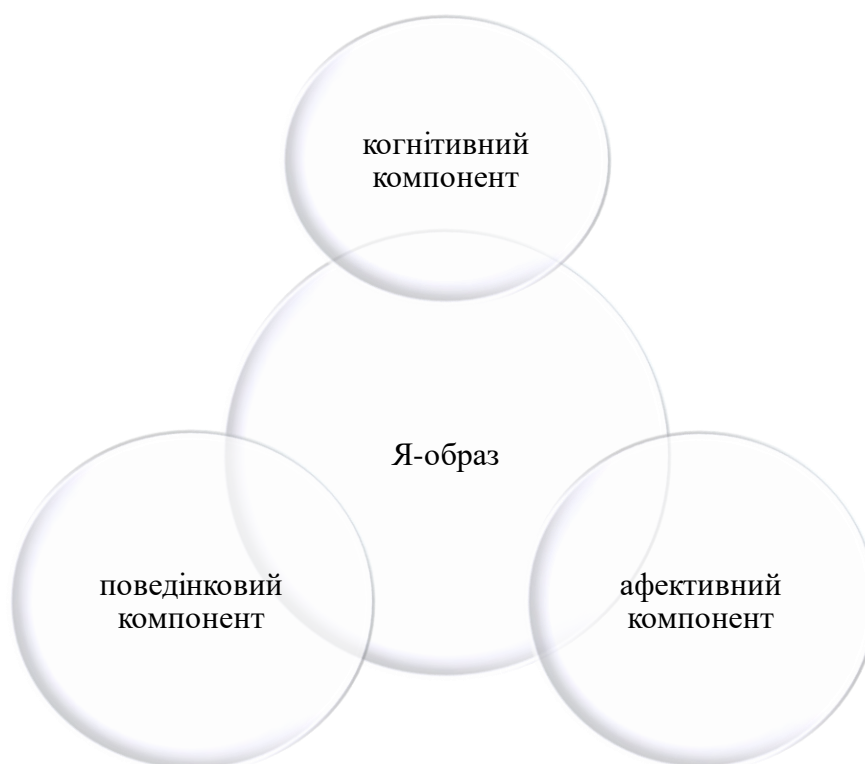 когнітивний
компонент
Я-образ
поведінковий
компонент
афективний
компонент